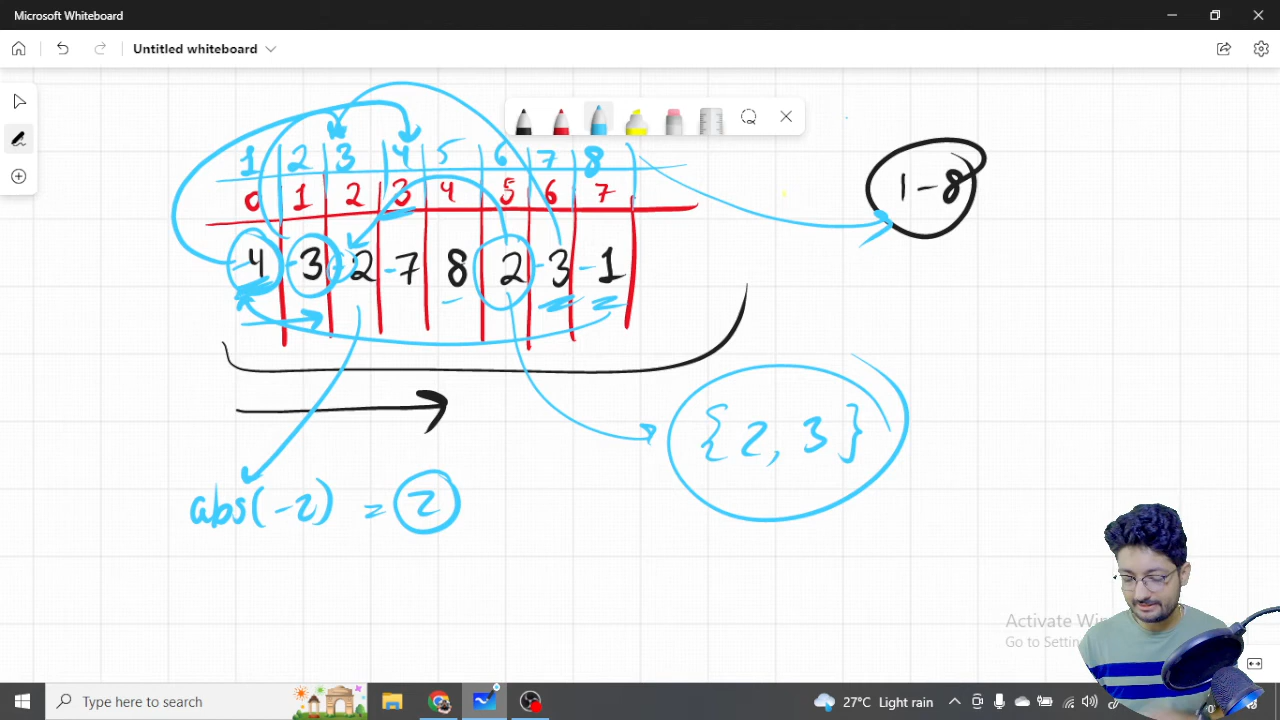 Microsoft Whiteboard
Untitled whiteboard
1 2 3 4 5 6 7 8
0 1 2 3 4 5 6 7
-4 -3 -2 -7 8 2 -3 -1
1-8
{2, 3}
abs(-2) = 2
Activate Win
Go to Settin
Type here to search
27°C Light rain